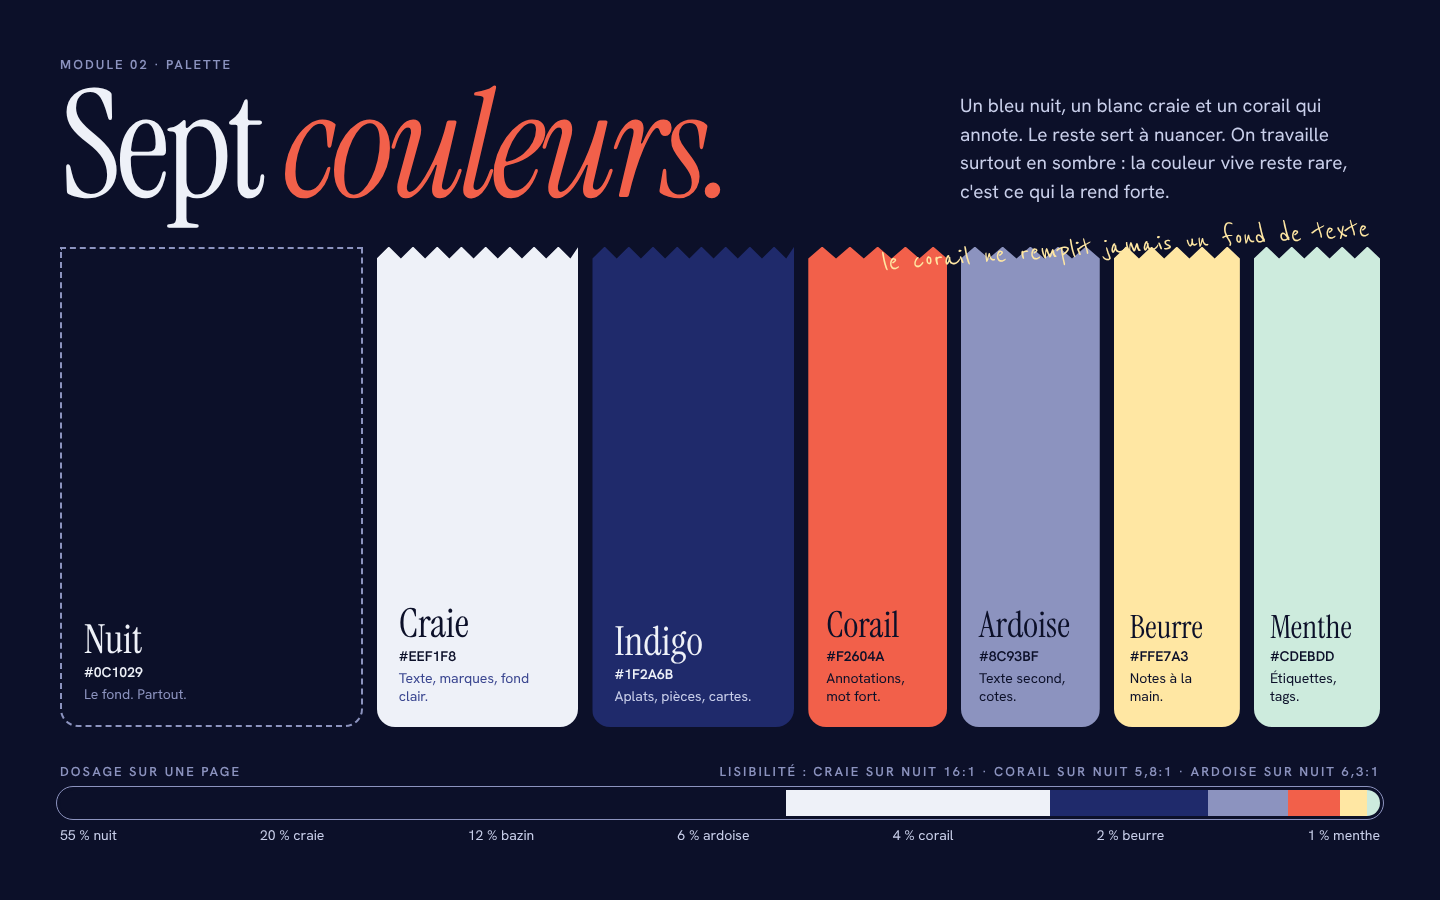 MODULE 02 · PALETTE
Sept couleurs.
Un bleu nuit, un blanc craie et un corail qui
annote. Le reste sert à nuancer. On travaille
surtout en sombre : la couleur vive reste rare,
c'est ce qui la rend forte.
le corail ne remplit jamais un fond de texte
Nuit
#0C1029
Le fond. Partout.
Craie
#EEF1F8
Texte, marques, fond
clair.
Indigo
#1F2A6B
Aplats, pièces, cartes.
Corail
#F2604A
Annotations,
mot fort.
Ardoise
#8C93BF
Texte second,
cotes.
Beurre
#FFE7A3
Notes à la
main.
Menthe
#CDEBDD
Étiquettes,
tags.
DOSAGE SUR UNE PAGE
LISIBILITÉ : CRAIE SUR NUIT 16:1 · CORAIL SUR NUIT 5,8:1 · ARDOISE SUR NUIT 6,3:1
55 % nuit
20 % craie
12 % bazin
6 % ardoise
4 % corail
2 % beurre
1 % menthe